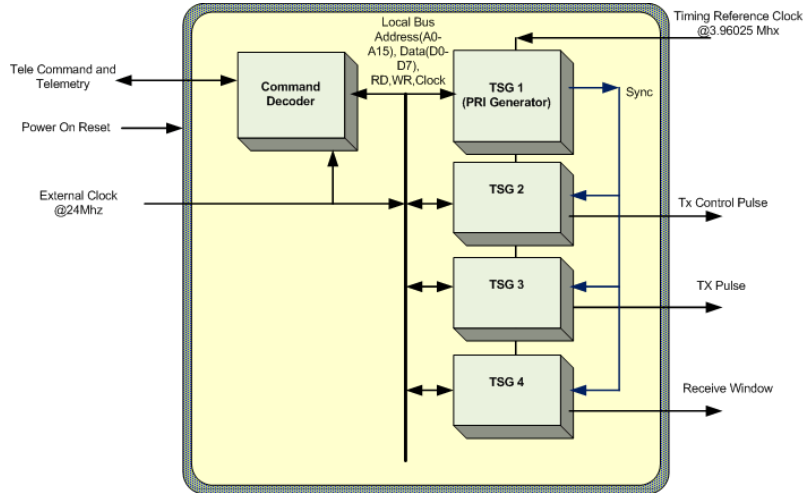 Local Bus
Address(A0-
A15), Data(D0-
D7),
RD,WR,Clock
Timing Reference Clock
@3.96025 Mhx
Tele Command and
Telemetry
Command
Decoder
TSG 1
(PRI Generator)
Sync
Power On Reset
External Clock
@24Mhz
TSG 2
Tx Control Pulse
TSG 3
TX Pulse
TSG 4
Receive Window